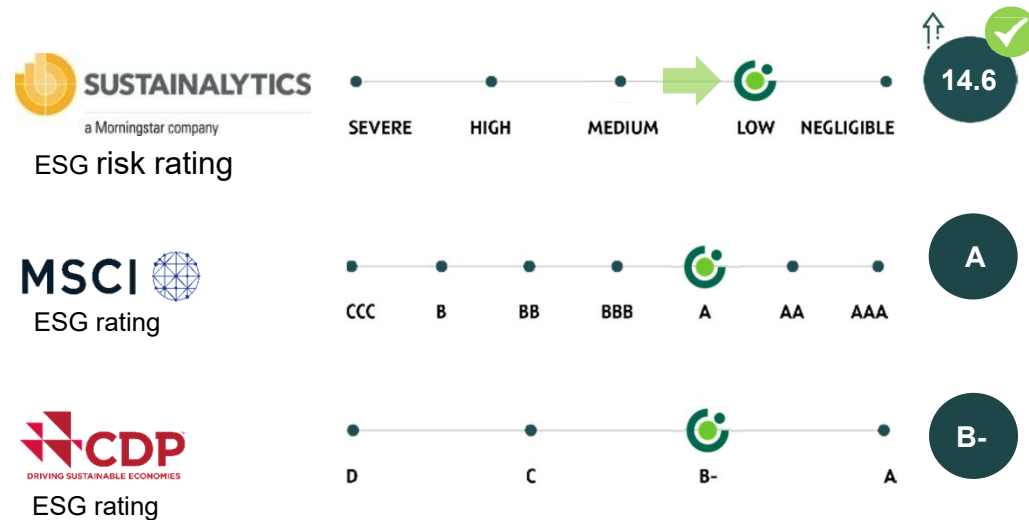 SUSTAINALYTICS
a Morningstar company
ESG risk rating
SEVERE HIGH MEDIUM LOW NEGLIGIBLE
14.6
MSCI
ESG rating
CCC B BB BBB A AA AAA
A
CDP
DRIVING SUSTAINABLE ECONOMIES
ESG rating
D C B- A
B-